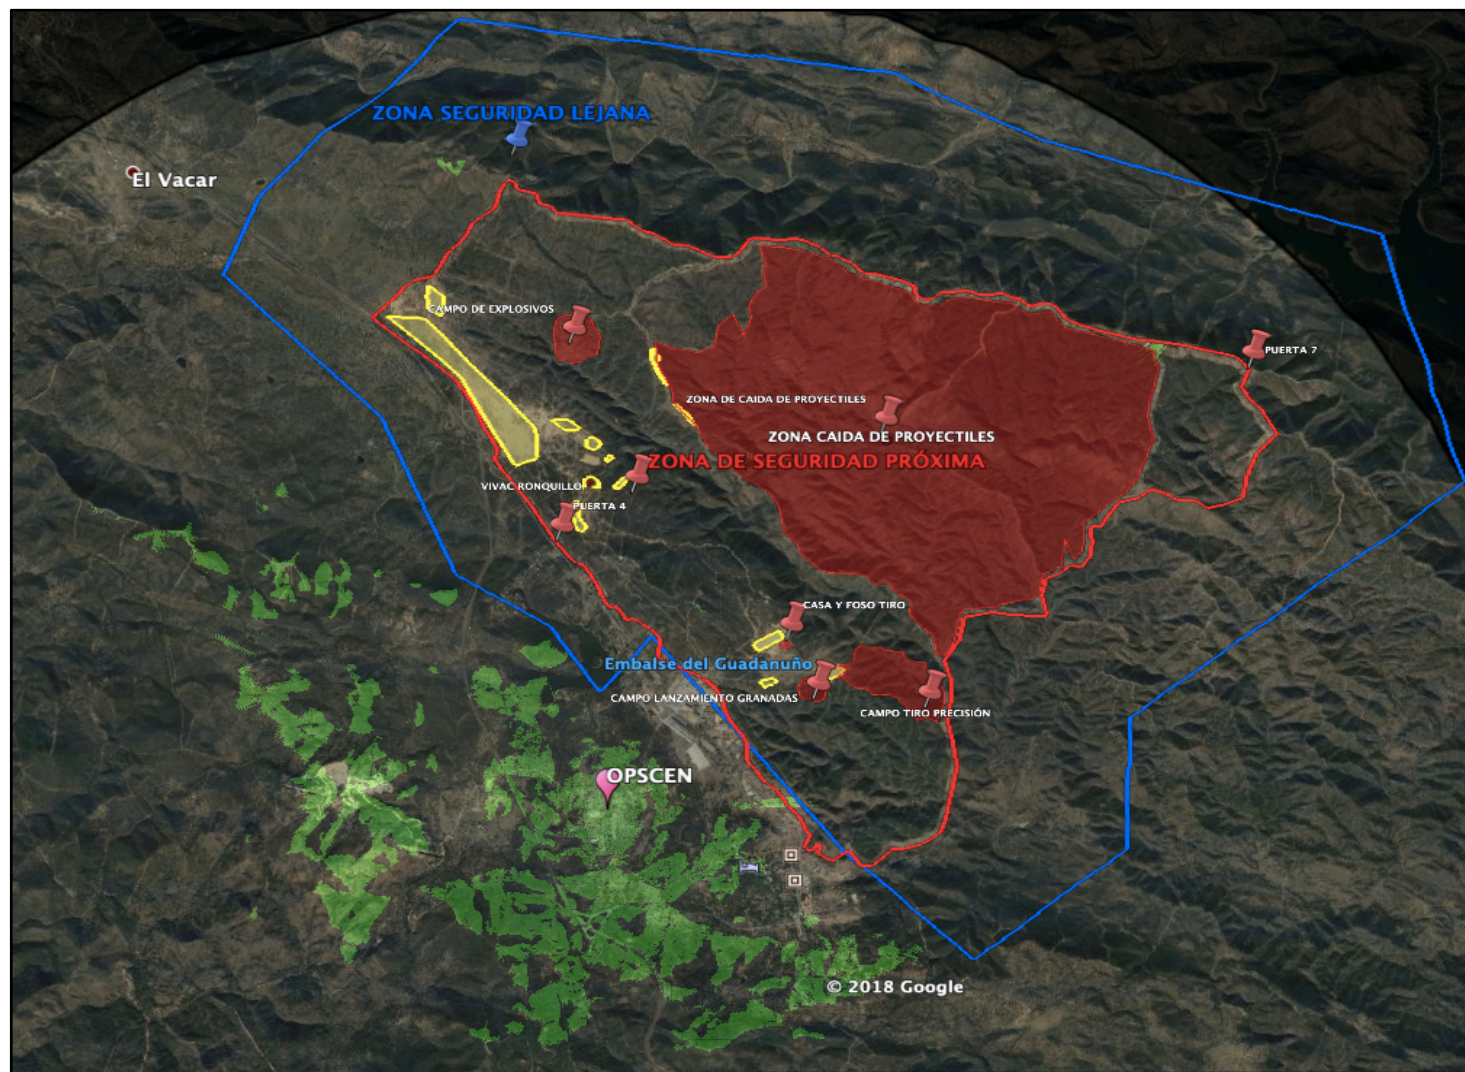 ZONA SEGURIDAD LEJANA
El Vacar
CAMPO DE EXPLOSIVOS
PUERTA 7
ZONA DE CAIDA DE PROYECTILES
ZONA CAIDA DE PROYECTILES
ZONA DE SEGURIDAD PRÓXIMA
VIVAC RONQUILLO
PUERTA 4
CASA Y FOSO TIRO
Embalse del Guadanuño
CAMPO LANZAMIENTO GRANADAS
CAMPO TIRO PRECISIÓN
OPSCEN
© 2018 Google